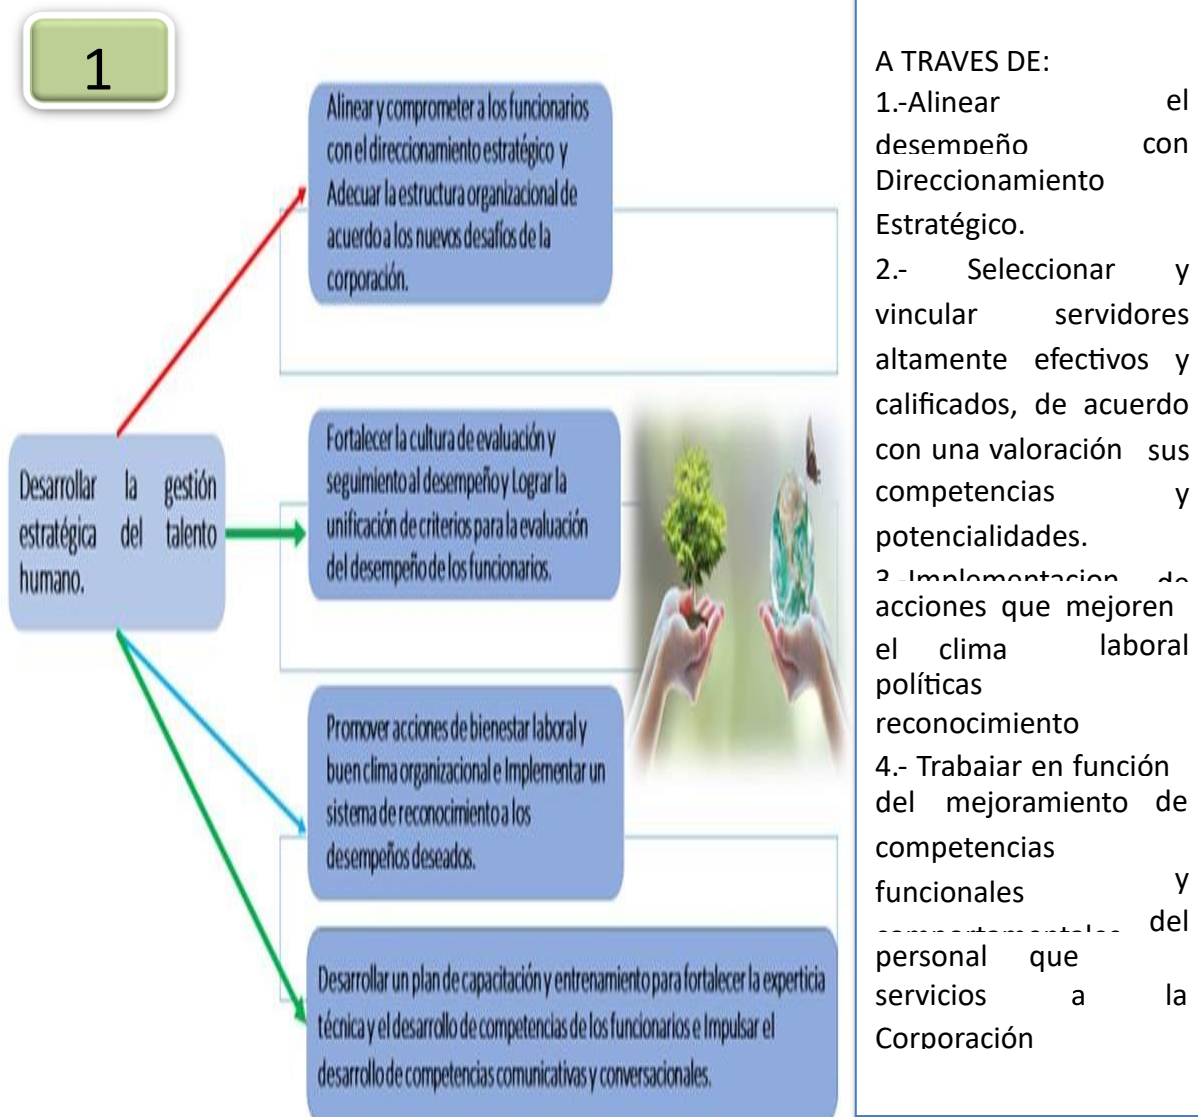 1
Alinear y comprometer a los funcionarios
con el direccionamiento estratégico y
Adecuar la estructura organizacional de
acuerdo a los nuevos desafíos de la
corporación.
Desarrollar la gestión
estratégica del talento
humano.
Fortalecer la cultura de evaluación y
seguimiento al desempeño y Lograr la
unificación de criterios para la evaluación
del desempeño de los funcionarios.
Promover acciones de bienestar laboral y
buen clima organizacional e Implementar un
sistema de reconocimiento a los
desempeños deseados.
Desarrollar un plan de capacitación y entrenamiento para fortalecer la experticia
técnica y el desarrollo de competencias de los funcionarios e Impulsar el
desarrollo de competencias comunicativas y conversacionales.
A TRAVES DE:
1.-Alinear el
desempeño con
Direccionamiento
Estratégico.
2.- Seleccionar y
vincular servidores
altamente efectivos y
calificados, de acuerdo
con una valoración sus
competencias y
potencialidades.
3.-Implementacion de
acciones que mejoren
el clima laboral
políticas
reconocimiento
4.- Trabajar en función
del mejoramiento de
competencias
funcionales y
comportamentales del
personal que
servicios a la
Corporación